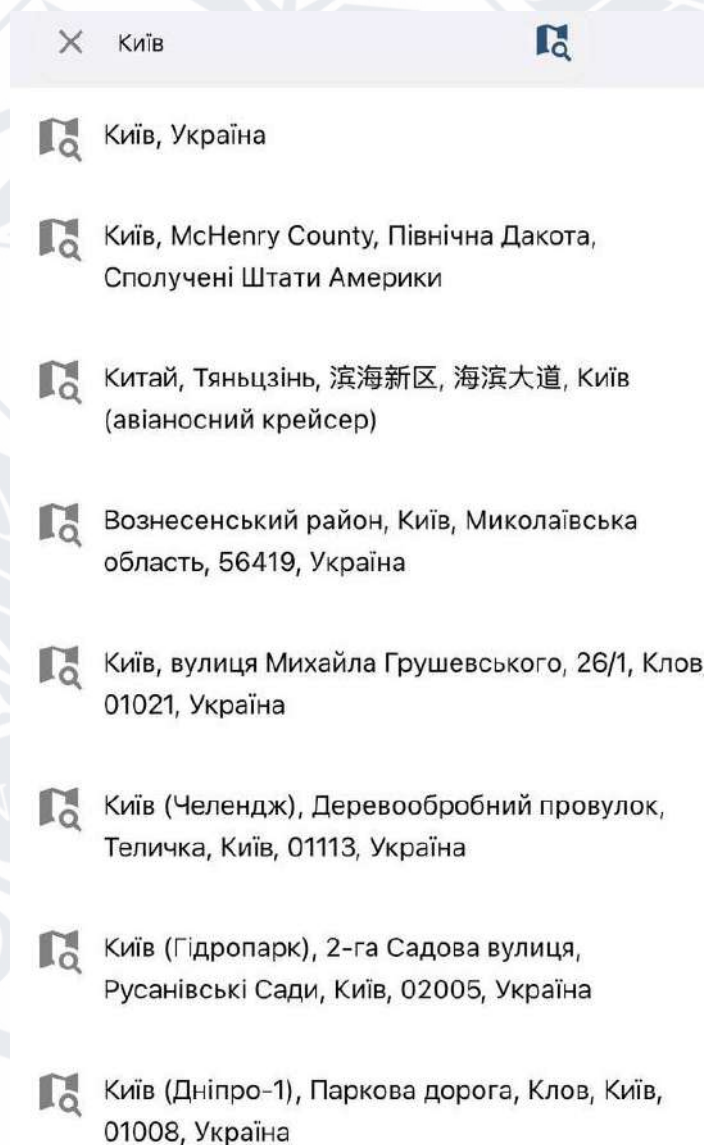 Київ
Київ, Україна
Київ, McHenry County, Північна Дакота,
Сполучені Штати Америки
Китай, Тяньцзінь, 滨海新区, 海滨大道, Київ
(авіаносний крейсер)
Вознесенський район, Київ, Миколаївська
область, 56419, Україна
Київ, вулиця Михайла Грушевського, 26/1, Клов,
01021, Україна
Київ (Челендж), Деревообробний провулок,
Теличка, Київ, 01113, Україна
Київ (Гідропарк), 2-га Садова вулиця,
Русанівські Сади, Київ, 02005, Україна
Київ (Дніпро-1), Паркова дорога, Клов, Київ,
01008, Україна